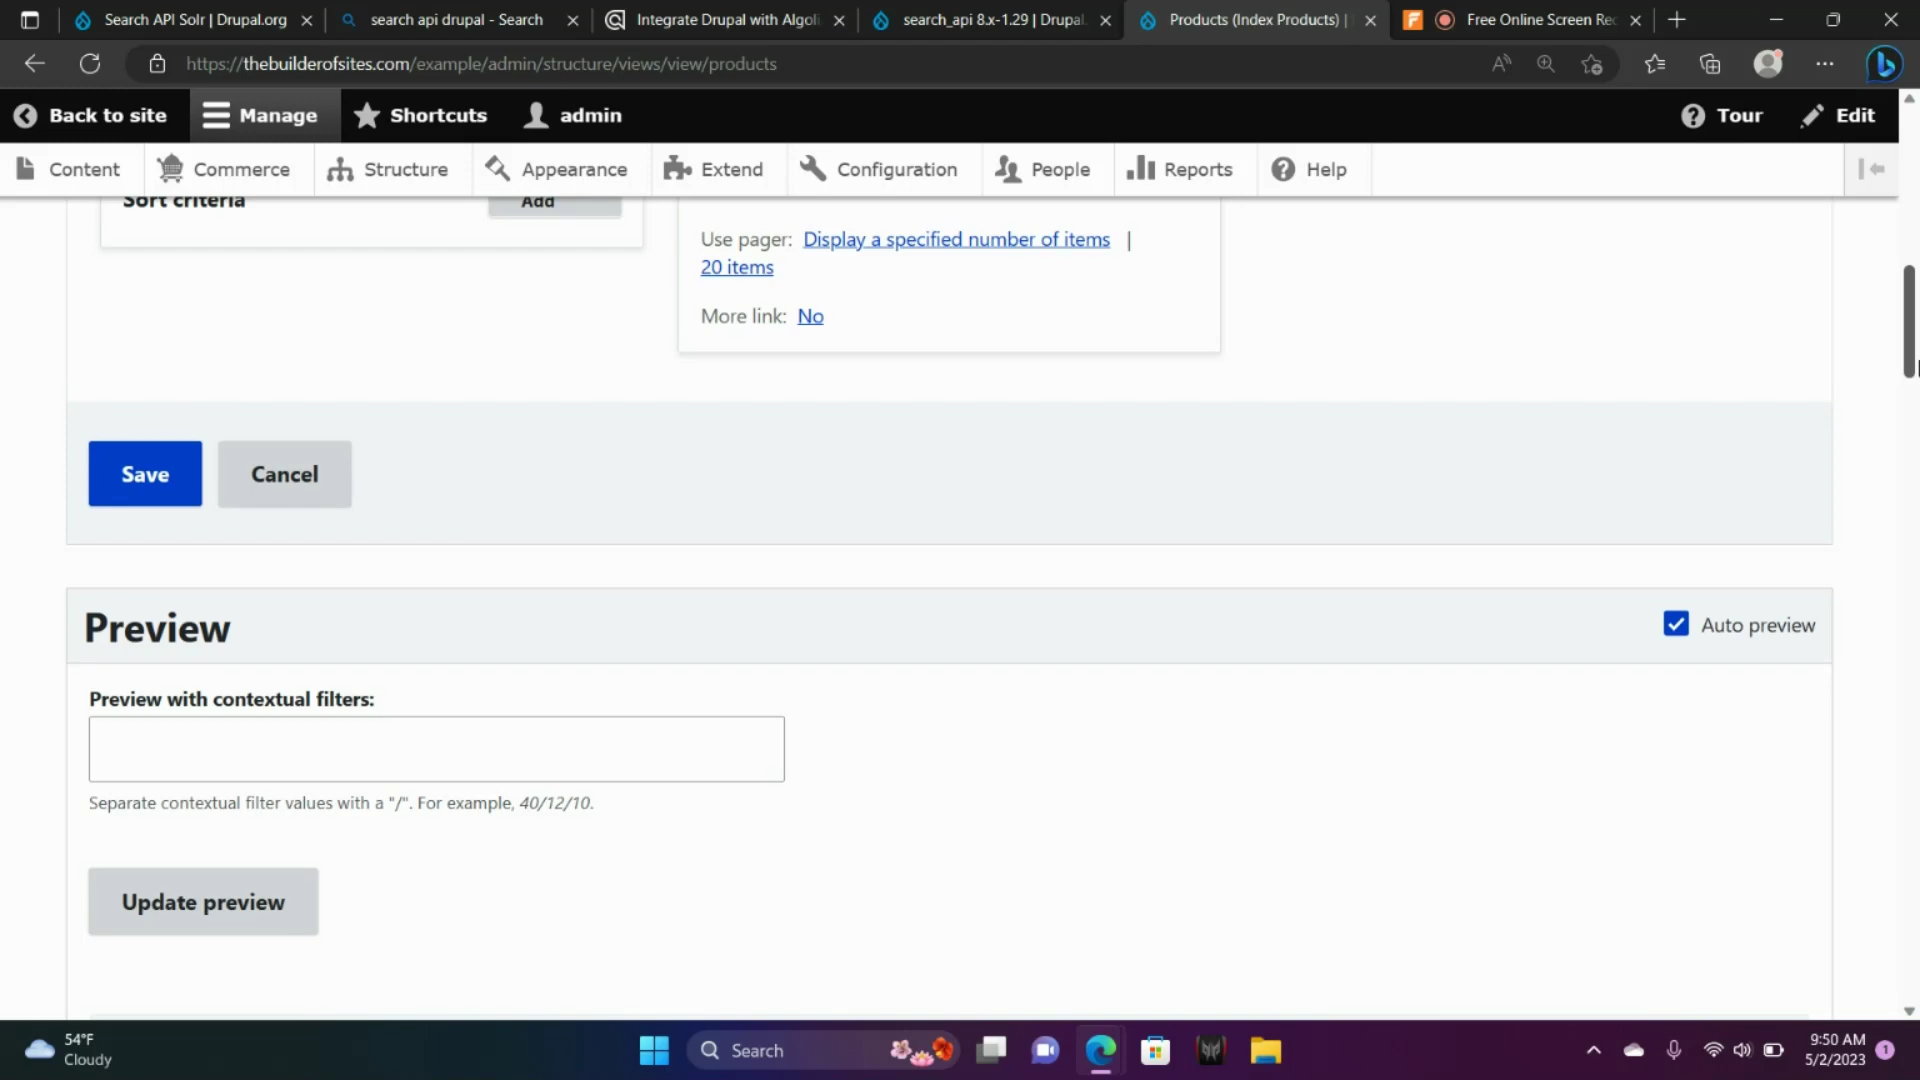 Search API Solr | Drupal.org
search api drupal - Search
Integrate Drupal with Algoli
search_api 8.x-1.29 | Drupal.
Products (Index Products) |
Free Online Screen Rec
https://thebuilderofsites.com/example/admin/structure/views/view/products
Back to site
Manage
Shortcuts
admin
Tour
Edit
Content
Commerce
Structure
Appearance
Extend
Configuration
People
Reports
Help
Sort criteria
Add
Use pager: Display a specified number of items |
20 items
More link: No
Save
Cancel
Preview
Auto preview
Preview with contextual filters:
Separate contextual filter values with a "/". For example, 40/12/10.
Update preview
54°F
Cloudy
Search
9:50 AM
5/2/2023
1